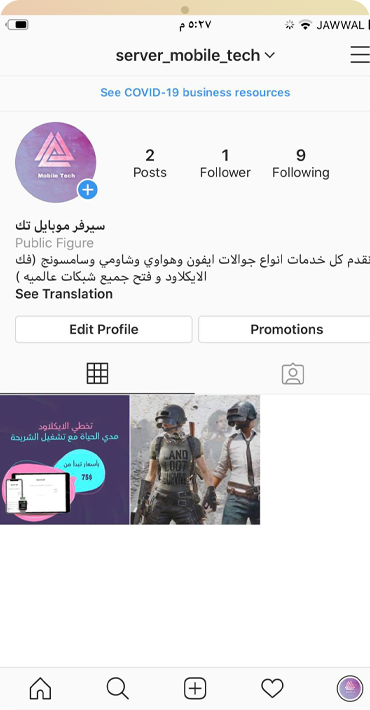 ٥:٢٧ م
JAWWAL
server_mobile_tech
See COVID-19 business resources
Mobile Tech
2
Posts
1
Follower
9
Following
سيرفر موبايل تك
Public Figure
نقدم كل خدمات انواع جوالات ايفون وهواوي وشاومي وسامسونج (فك
الايكلاود و فتح جميع شبكات عالميه )
See Translation
Edit Profile
Promotions
تخطي الايكلاود
مدي الحياة مع تشغيل الشريحة
بأسعار تبدأ من
75$
LAND
LOOT
SURVIVE